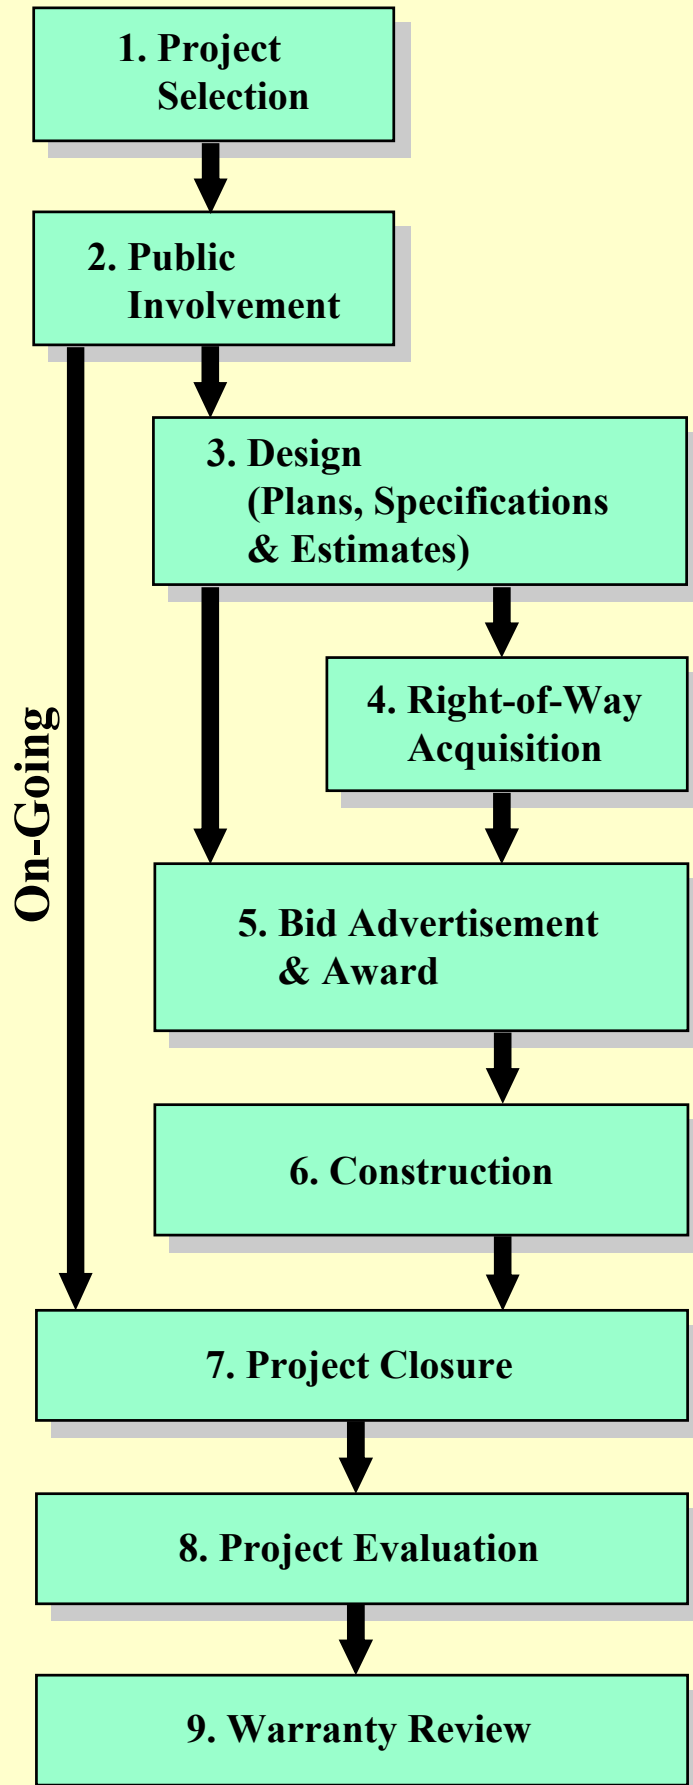 1. Project
Selection
2. Public
Involvement
3. Design
(Plans, Specifications
& Estimates)
4. Right-of-Way
Acquisition
On-Going
5. Bid Advertisement
& Award
6. Construction
7. Project Closure
8. Project Evaluation
9. Warranty Review